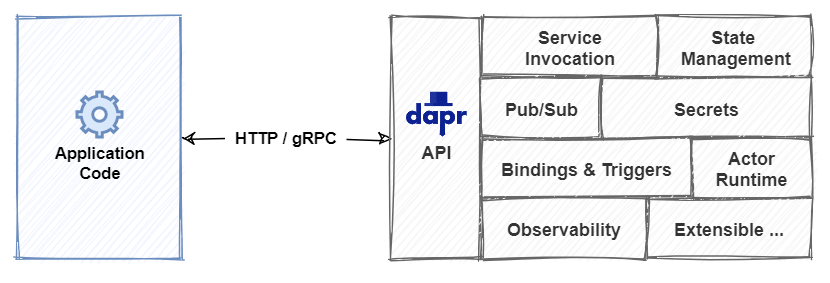 Application
Code
HTTP / gRPC
dapr
API
Service
Invocation
State
Management
Pub/Sub
Secrets
Bindings & Triggers
Actor
Runtime
Observability
Extensible ...